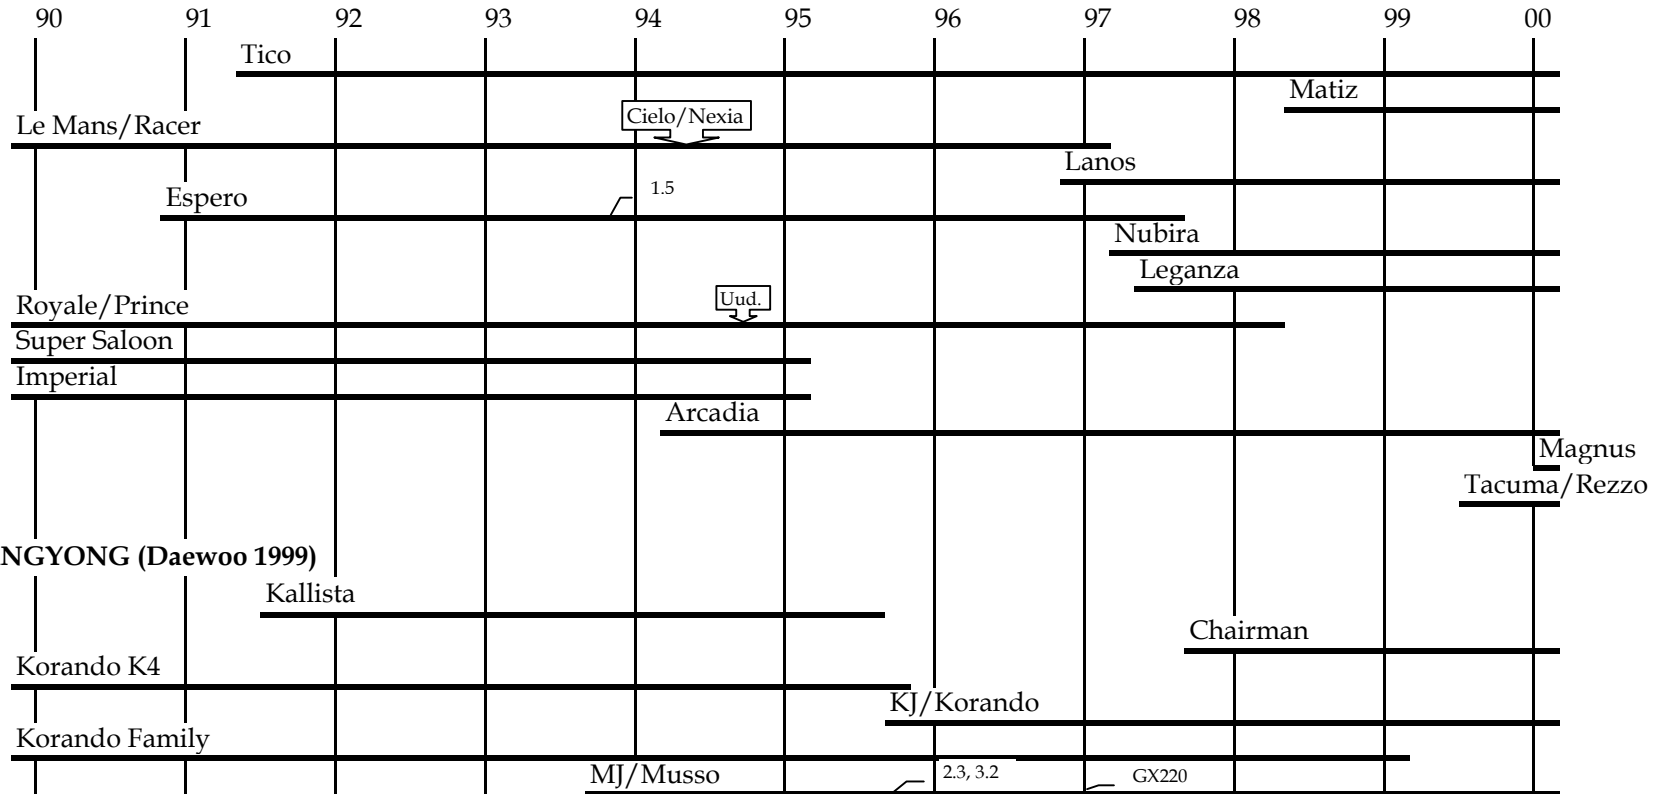 90 91 92 93 94 95 96 97 98 99 00
Tico
Matiz
Cielo/Nexia
Le Mans/Racer
Lanos
1.5
Espero
Nubira
Leganza
Uud.
Royale/Prince
Super Saloon
Imperial
Arcadia
Magnus
Tacuma/Rezzo
NGYONG (Daewoo 1999)
Kallista
Chairman
Korando K4
KJ/Korando
Korando Family
MJ/Musso 2.3, 3.2 GX220